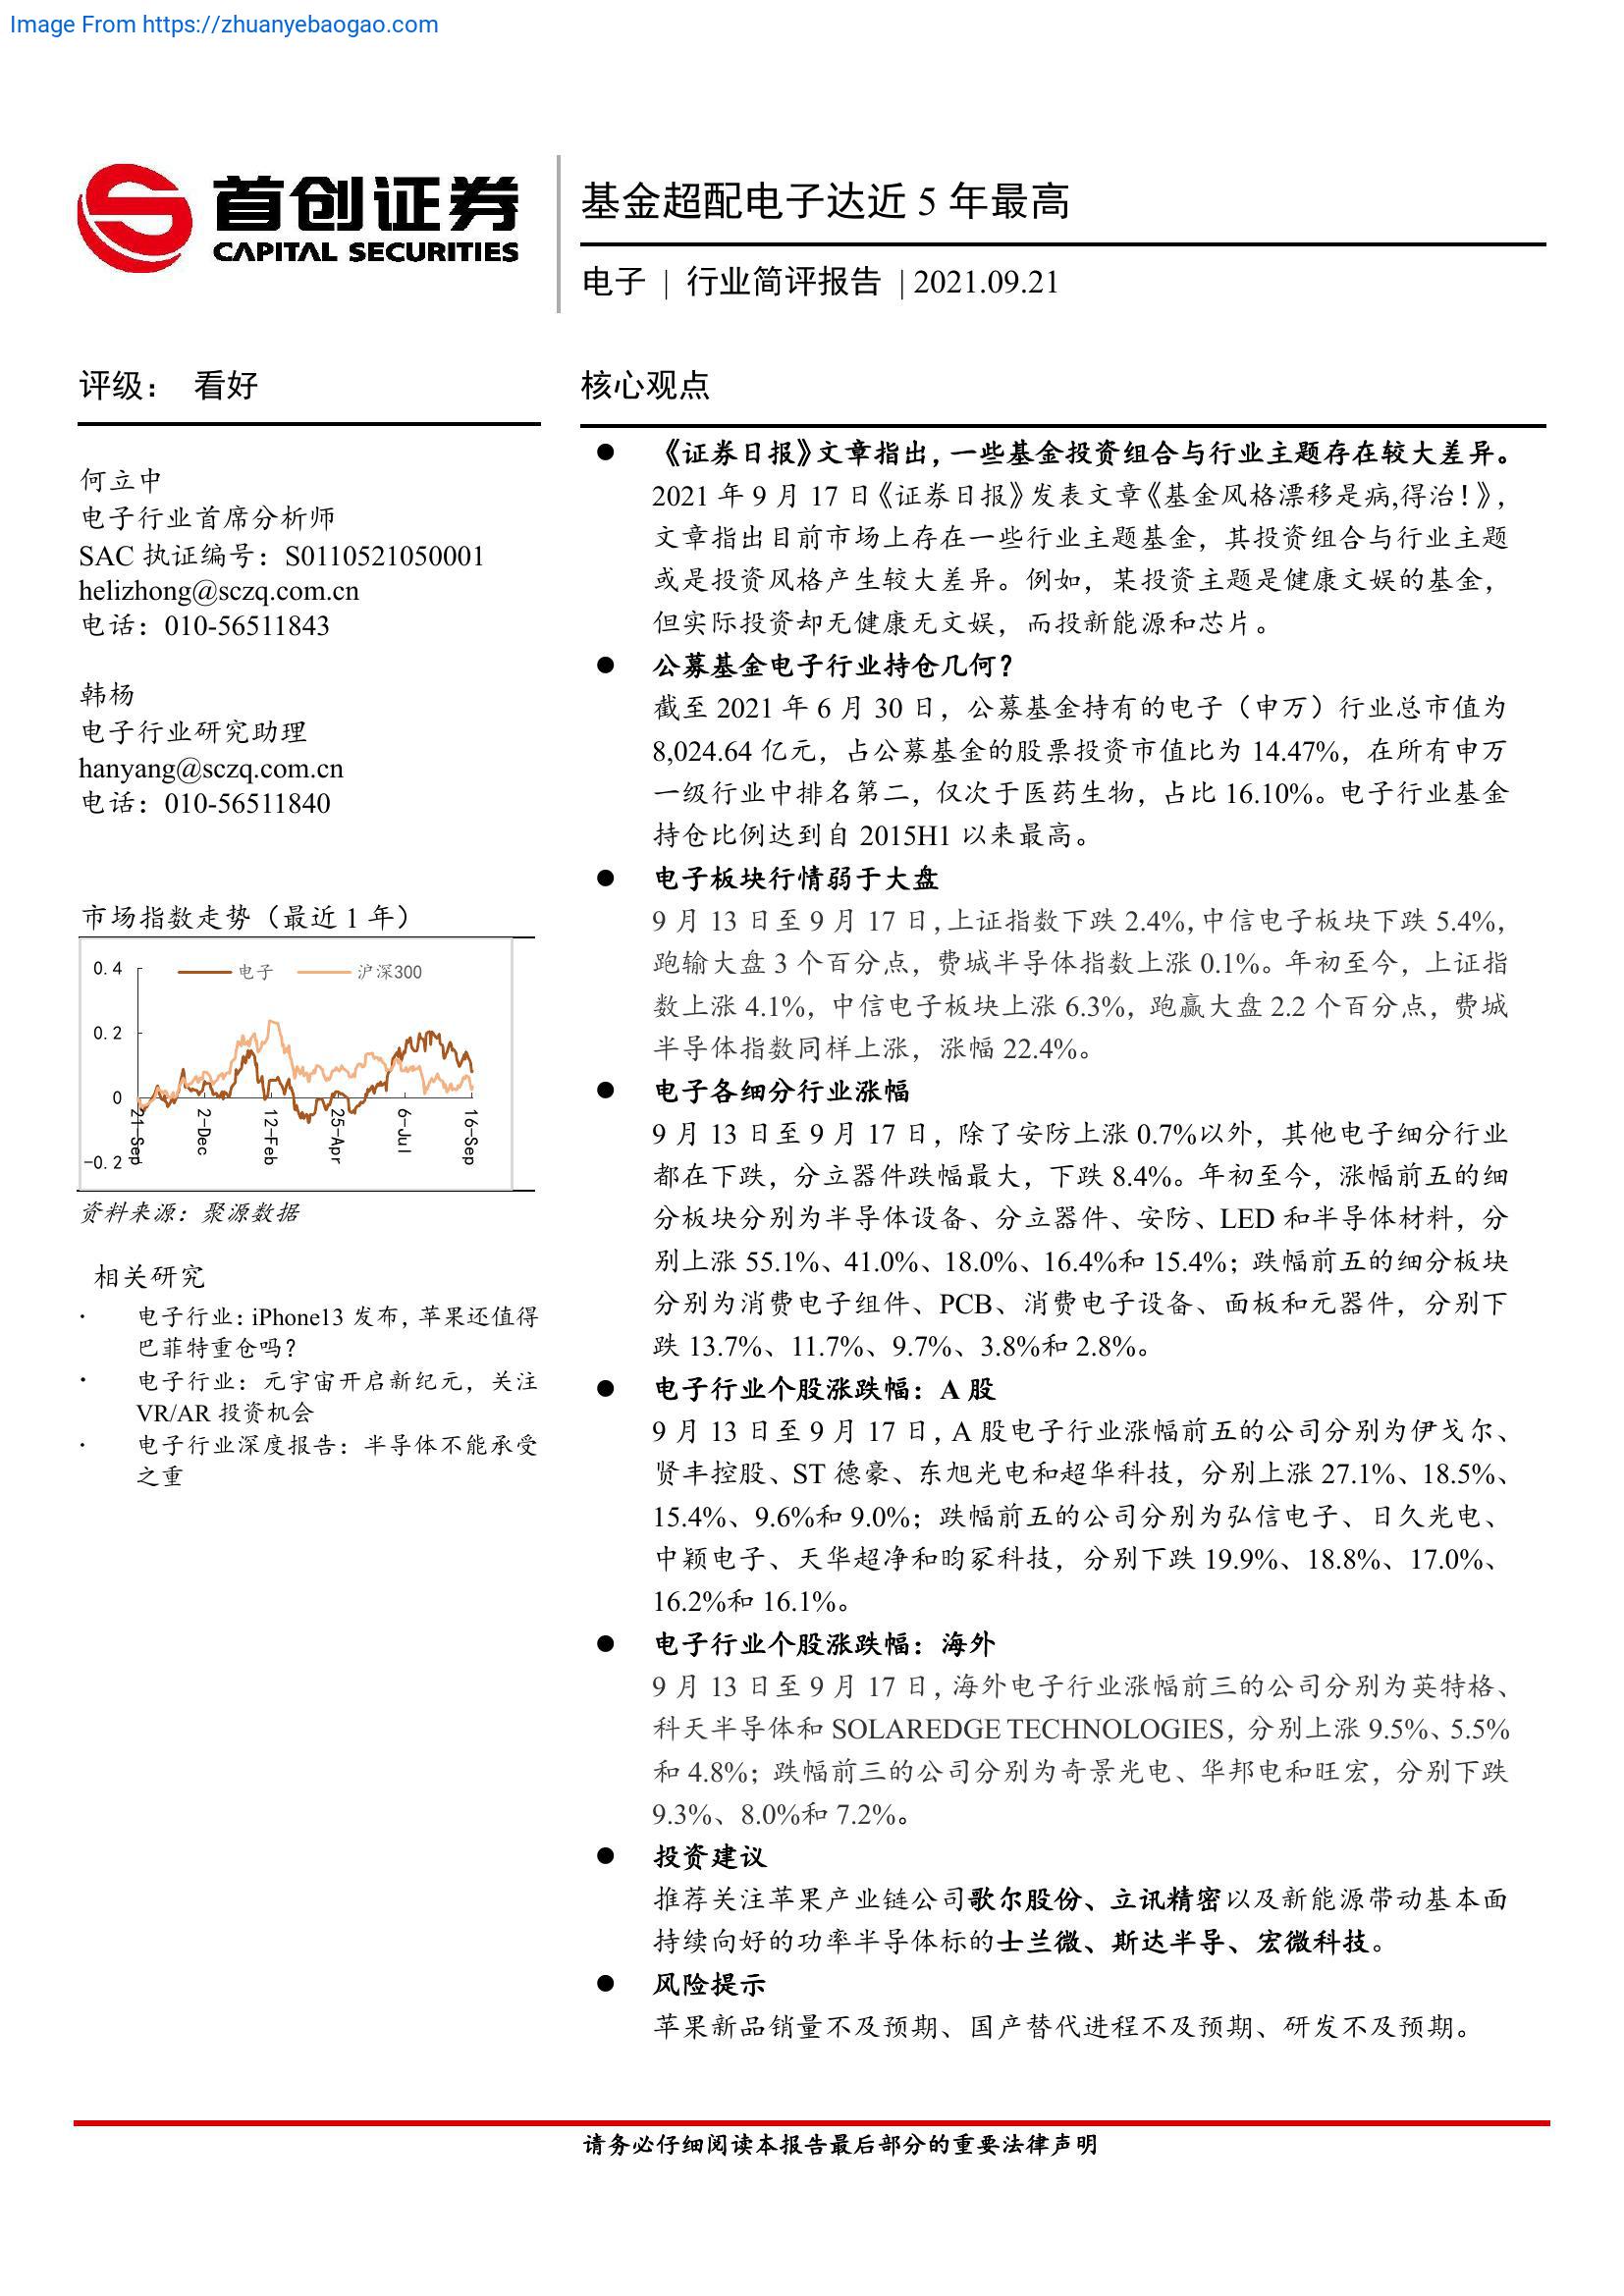 Image From https://zhuanyebaogao.com
首创证券
CAPITAL SECURITIES
基金超配电子达近 5 年最高
电子 | 行业简评报告 | 2021.09.21
评级： 看好
何立中
电子行业首席分析师
SAC 执证编号：S0110521050001
helizhong@sczq.com.cn
电话：010-56511843
韩杨
电子行业研究助理
hanyang@sczq.com.cn
电话：010-56511840
市场指数走势（最近 1 年）
电子 沪深300
0.4
0.2
0
-0.2
21-Sep
2-Dec
12-Feb
25-Apr
6-Jul
16-Sep
资料来源：聚源数据
相关研究
· 电子行业：iPhone13 发布，苹果还值得
巴菲特重仓吗？
· 电子行业：元宇宙开启新纪元，关注
VR/AR 投资机会
· 电子行业深度报告：半导体不能承受
之重
核心观点
● 《证券日报》文章指出，一些基金投资组合与行业主题存在较大差异。
2021 年 9 月 17 日《证券日报》发表文章《基金风格漂移是病,得治！》，
文章指出目前市场上存在一些行业主题基金，其投资组合与行业主题
或是投资风格产生较大差异。例如，某投资主题是健康文娱的基金，
但实际投资却无健康无文娱，而投新能源和芯片。
● 公募基金电子行业持仓几何？
截至 2021 年 6 月 30 日，公募基金持有的电子（申万）行业总市值为
8,024.64 亿元，占公募基金的股票投资市值比为 14.47%，在所有申万
一级行业中排名第二，仅次于医药生物，占比 16.10%。电子行业基金
持仓比例达到自 2015H1 以来最高。
● 电子板块行情弱于大盘
9 月 13 日至 9 月 17 日，上证指数下跌 2.4%，中信电子板块下跌 5.4%，
跑输大盘 3 个百分点，费城半导体指数上涨 0.1%。年初至今，上证指
数上涨 4.1%，中信电子板块上涨 6.3%，跑赢大盘 2.2 个百分点，费城
半导体指数同样上涨，涨幅 22.4%。
● 电子各细分行业涨幅
9 月 13 日至 9 月 17 日，除了安防上涨 0.7%以外，其他电子细分行业
都在下跌，分立器件跌幅最大，下跌 8.4%。年初至今，涨幅前五的细
分板块分别为半导体设备、分立器件、安防、LED 和半导体材料，分
别上涨 55.1%、41.0%、18.0%、16.4%和 15.4%；跌幅前五的细分板块
分别为消费电子组件、PCB、消费电子设备、面板和元器件，分别下
跌 13.7%、11.7%、9.7%、3.8%和 2.8%。
● 电子行业个股涨跌幅：A 股
9 月 13 日至 9 月 17 日，A 股电子行业涨幅前五的公司分别为伊戈尔、
贤丰控股、ST 德豪、东旭光电和超华科技，分别上涨 27.1%、18.5%、
15.4%、9.6%和 9.0%；跌幅前五的公司分别为弘信电子、日久光电、
中颖电子、天华超净和昀冢科技，分别下跌 19.9%、18.8%、17.0%、
16.2%和 16.1%。
● 电子行业个股涨跌幅：海外
9 月 13 日至 9 月 17 日，海外电子行业涨幅前三的公司分别为英特格、
科天半导体和 SOLAREDGE TECHNOLOGIES，分别上涨 9.5%、5.5%
和 4.8%；跌幅前三的公司分别为奇景光电、华邦电和旺宏，分别下跌
9.3%、8.0%和 7.2%。
● 投资建议
推荐关注苹果产业链公司歌尔股份、立讯精密以及新能源带动基本面
持续向好的功率半导体标的士兰微、斯达半导、宏微科技。
● 风险提示
苹果新品销量不及预期、国产替代进程不及预期、研发不及预期。
请务必仔细阅读本报告最后部分的重要法律声明